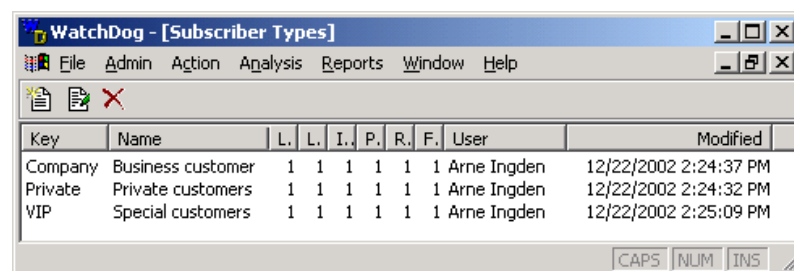 WatchDog - [Subscriber Types]
File Admin Action Analysis Reports Window Help
Key Name L. L. I.. P. R. F. User Modified
Company Business customer 1 1 1 1 1 1 Arne Ingden 12/22/2002 2:24:37 PM
Private Private customers 1 1 1 1 1 1 Arne Ingden 12/22/2002 2:24:32 PM
VIP Special customers 1 1 1 1 1 1 Arne Ingden 12/22/2002 2:25:09 PM
CAPS NUM INS